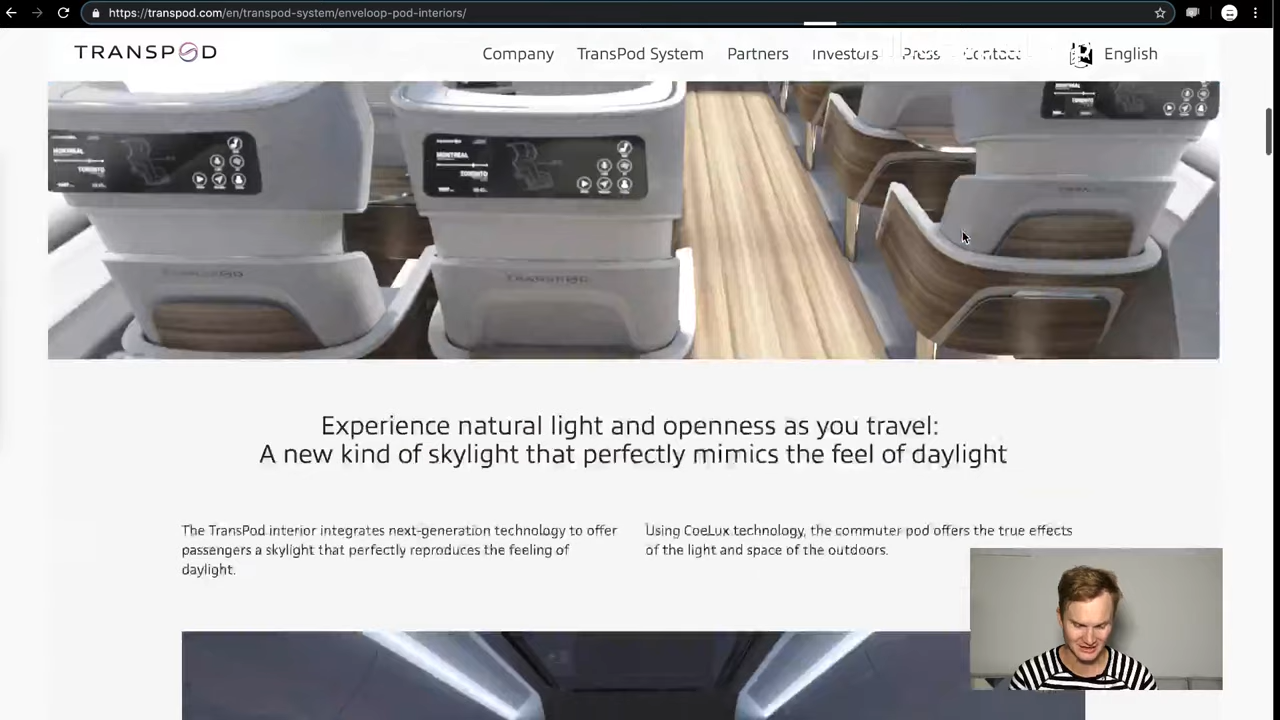 https://transpod.com/en/transpod-system/enveloop-pod-interiors/
TRANSPOD
Company TransPod System Partners Investors Press Contact English
MONTREAL
TORONTO
MONTREAL
TORONTO
TORONTO
TRANSPOD
Experience natural light and openness as you travel:
A new kind of skylight that perfectly mimics the feel of daylight
The TransPod interior integrates next-generation technology to offer
passengers a skylight that perfectly reproduces the feeling of
daylight.
Using CoeLux technology, the commuter pod offers the true effects
of the light and space of the outdoors.